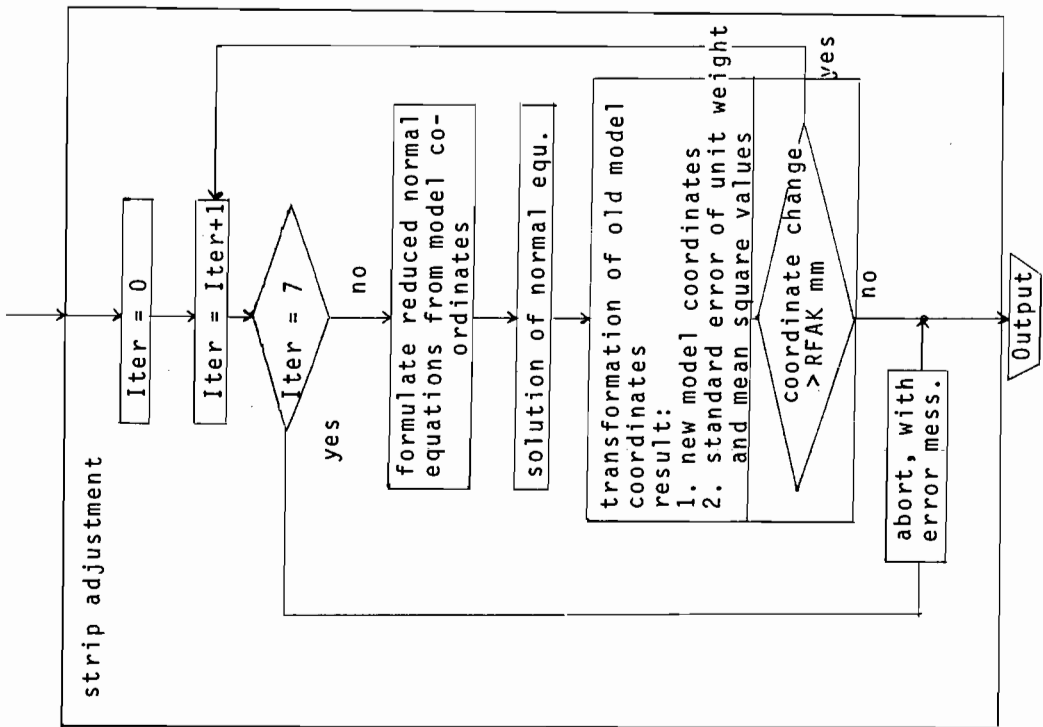 strip adjustment
Iter = 0
Iter = Iter+1
Iter = 7
yes
no
formulate reduced normal
equations from model co-
ordinates
solution of normal equ.
transformation of old model
coordinates
result:
1. new model coordinates
2. standard error of unit weight
and mean square values
coordinate change
>RFAK mm
yes
no
abort, with
error mess.
Output